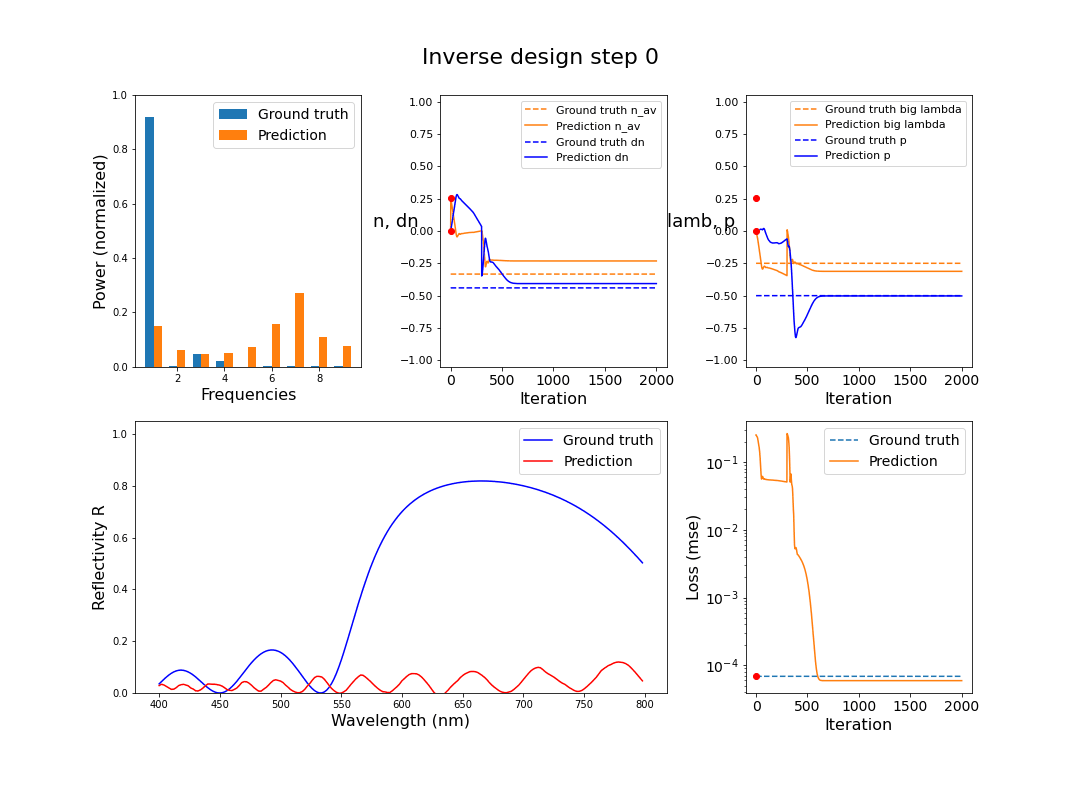 Inverse design step 0
1.0
0.8
0.6
0.4
0.2
0.0
Power (normalized)
Ground truth
Prediction
2 4 6 8
Frequencies
1.00
0.75
0.50
0.25
0.00
−0.25
−0.50
−0.75
−1.00
n, dn
Ground truth n_av
Prediction n_av
Ground truth dn
Prediction dn
0 500 1000 1500 2000
Iteration
1.00
0.75
0.50
0.25
0.00
−0.25
−0.50
−0.75
−1.00
lamb, p
Ground truth big lambda
Prediction big lambda
Ground truth p
Prediction p
0 500 1000 1500 2000
Iteration
1.0
0.8
0.6
0.4
0.2
0.0
Reflectivity R
Ground truth
Prediction
400 450 500 550 600 650 700 750 800
Wavelength (nm)
10⁻¹
10⁻²
10⁻³
10⁻⁴
Loss (mse)
Ground truth
Prediction
0 500 1000 1500 2000
Iteration